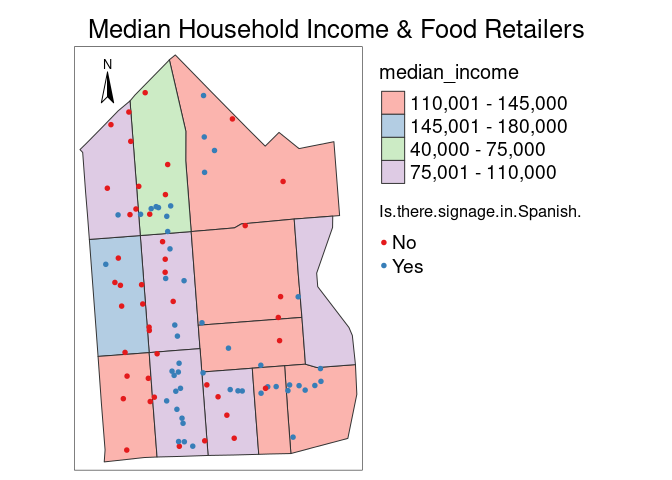 Median Household Income & Food Retailers
N
median_income
110,001 - 145,000
145,001 - 180,000
40,000 - 75,000
75,001 - 110,000
Is.there.signage.in.Spanish.
No
Yes